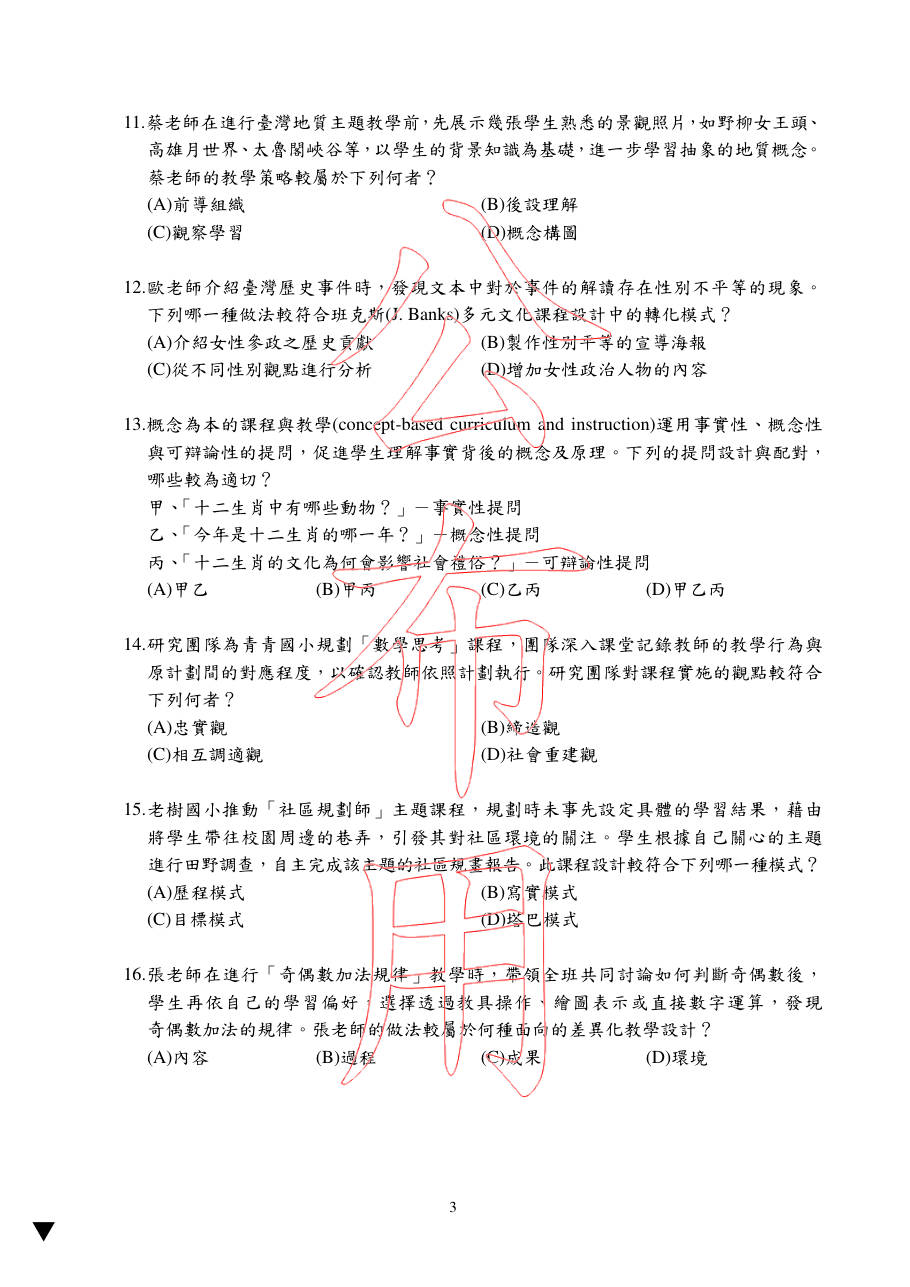 11.蔡老師在進行臺灣地質主題教學前，先展示幾張學生熟悉的景觀照片，如野柳女王頭、
高雄月世界、太魯閣峽谷等，以學生的背景知識為基礎，進一步學習抽象的地質概念。
蔡老師的教學策略較屬於下列何者？
(A)前導組織 (B)後設理解
(C)觀察學習 (D)概念構圖
12.歐老師介紹臺灣歷史事件時，發現文本中對於事件的解讀存在性別不平等的現象。
下列哪一種做法較符合班克斯(J. Banks)多元文化課程設計中的轉化模式？
(A)介紹女性參政之歷史貢獻 (B)製作性別平等的宣導海報
(C)從不同性別觀點進行分析 (D)增加女性政治人物的內容
13.概念為本的課程與教學(concept-based curriculum and instruction)運用事實性、概念性
與可辯論性的提問，促進學生理解事實背後的概念及原理。下列的提問設計與配對，
哪些較為適切？
甲、「十二生肖中有哪些動物？」－事實性提問
乙、「今年是十二生肖的哪一年？」－概念性提問
丙、「十二生肖的文化為何會影響社會禮俗？」－可辯論性提問
(A)甲乙 (B)甲丙 (C)乙丙 (D)甲乙丙
14.研究團隊為青青國小規劃「數學思考」課程，團隊深入課堂記錄教師的教學行為與
原計劃間的對應程度，以確認教師依照計劃執行。研究團隊對課程實施的觀點較符合
下列何者？
(A)忠實觀 (B)締造觀
(C)相互調適觀 (D)社會重建觀
15.老樹國小推動「社區規劃師」主題課程，規劃時未事先設定具體的學習結果，藉由
將學生帶往校園周邊的巷弄，引發其對社區環境的關注。學生根據自己關心的主題
進行田野調查，自主完成該主題的社區規畫報告。此課程設計較符合下列哪一種模式？
(A)歷程模式 (B)寫實模式
(C)目標模式 (D)塔巴模式
16.張老師在進行「奇偶數加法規律」教學時，帶領全班共同討論如何判斷奇偶數後，
學生再依自己的學習偏好，選擇透過教具操作、繪圖表示或直接數字運算，發現
奇偶數加法的規律。張老師的做法較屬於何種面向的差異化教學設計？
(A)內容 (B)過程 (C)成果 (D)環境
公布用
3